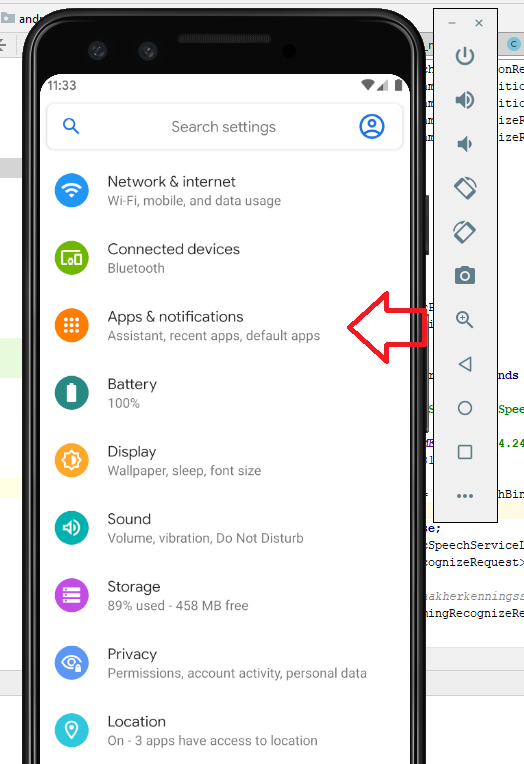 11:33
Search settings
Network & internet
Wi-Fi, mobile, and data usage
Connected devices
Bluetooth
Apps & notifications
Assistant, recent apps, default apps
Battery
100%
Display
Wallpaper, sleep, font size
Sound
Volume, vibration, Do Not Disturb
Storage
89% used - 458 MB free
Privacy
Permissions, account activity, personal data
Location
On - 3 apps have access to location